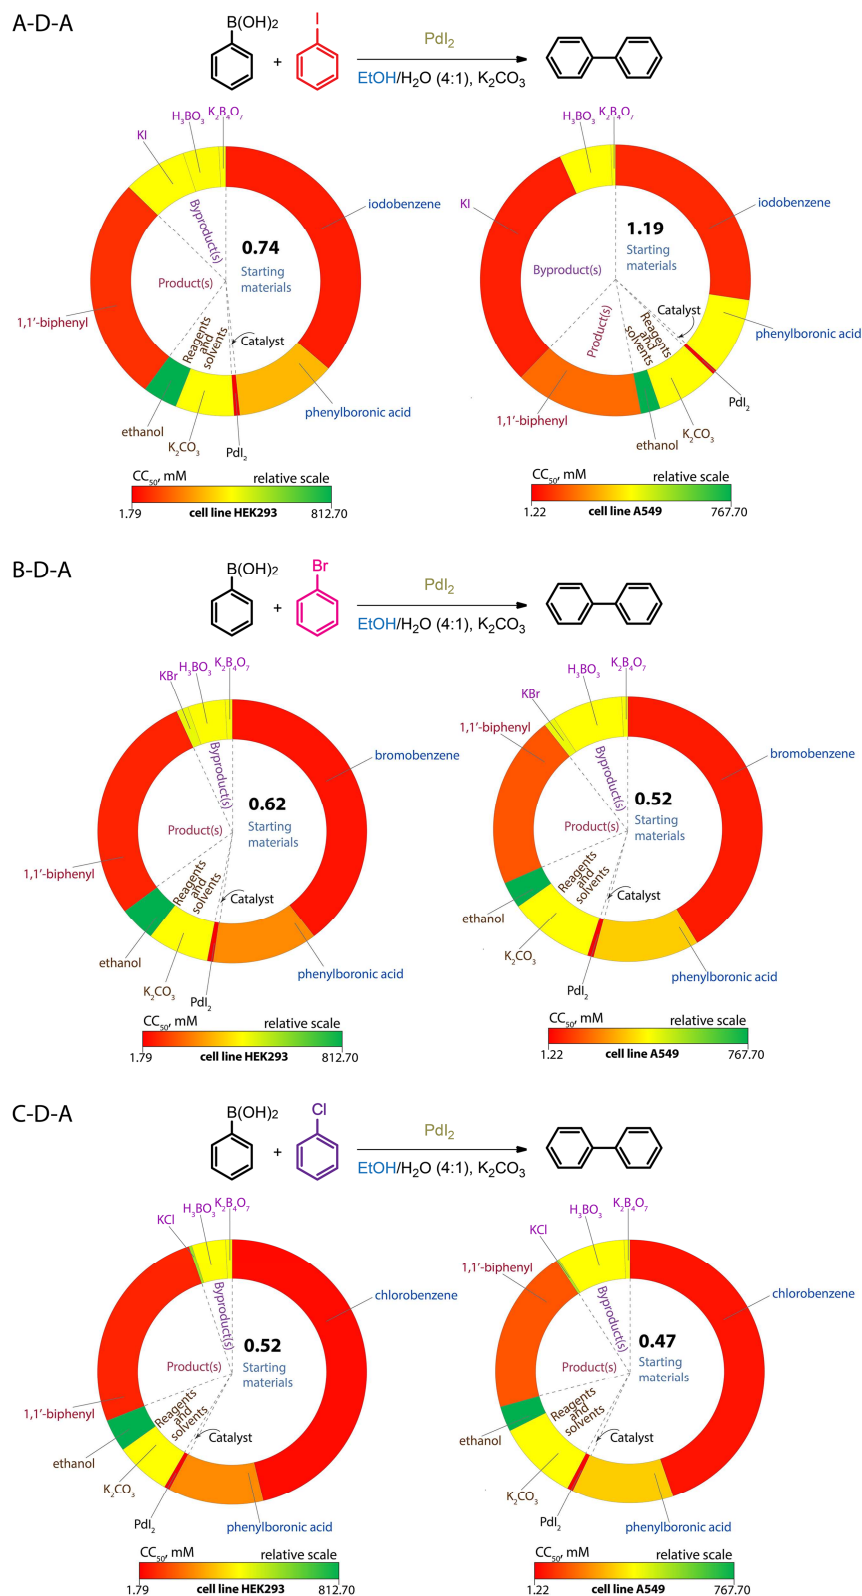 A-D-A
B(OH)2
I
+
PdI2
EtOH/H2O (4:1), K2CO3
KI
H3BO3
K2B4O7
iodobenzene
Byproduct(s)
0.74
Starting
materials
Product(s)
1,1'-biphenyl
Reagents
and
solvents
Catalyst
ethanol
K2CO3
PdI2
phenylboronic acid
CC50, mM
relative scale
1.79
cell line HEK293
812.70
H3BO3
K2B4O7
KI
iodobenzene
1.19
Starting
materials
Byproduct(s)
Catalyst
Product(s)
Reagents
and
solvents
phenylboronic acid
PdI2
1,1'-biphenyl
ethanol
K2CO3
CC50, mM
relative scale
1.22
cell line A549
767.70
B-D-A
B(OH)2
Br
+
PdI2
EtOH/H2O (4:1), K2CO3
KBr
H3BO3
K2B4O7
bromobenzene
Byproduct(s)
0.62
Starting
materials
Product(s)
1,1'-biphenyl
Reagents
and
solvents
Catalyst
ethanol
K2CO3
PdI2
phenylboronic acid
CC50, mM
relative scale
1.79
cell line HEK293
812.70
H3BO3
K2B4O7
KBr
1,1'-biphenyl
bromobenzene
Byproduct(s)
0.52
Starting
materials
Product(s)
Reagents
and
solvents
Catalyst
ethanol
K2CO3
PdI2
phenylboronic acid
CC50, mM
relative scale
1.22
cell line A549
767.70
C-D-A
B(OH)2
Cl
+
PdI2
EtOH/H2O (4:1), K2CO3
KCl
H3BO3
K2B4O7
chlorobenzene
Byproduct(s)
0.52
Starting
materials
Product(s)
1,1'-biphenyl
Reagents
and
solvents
Catalyst
ethanol
K2CO3
PdI2
phenylboronic acid
CC50, mM
relative scale
1.79
cell line HEK293
812.70
H3BO3
K2B4O7
KCl
1,1'-biphenyl
chlorobenzene
Byproduct(s)
0.47
Starting
materials
Product(s)
Reagents
and
solvents
Catalyst
ethanol
K2CO3
PdI2
phenylboronic acid
CC50, mM
relative scale
1.22
cell line A549
767.70